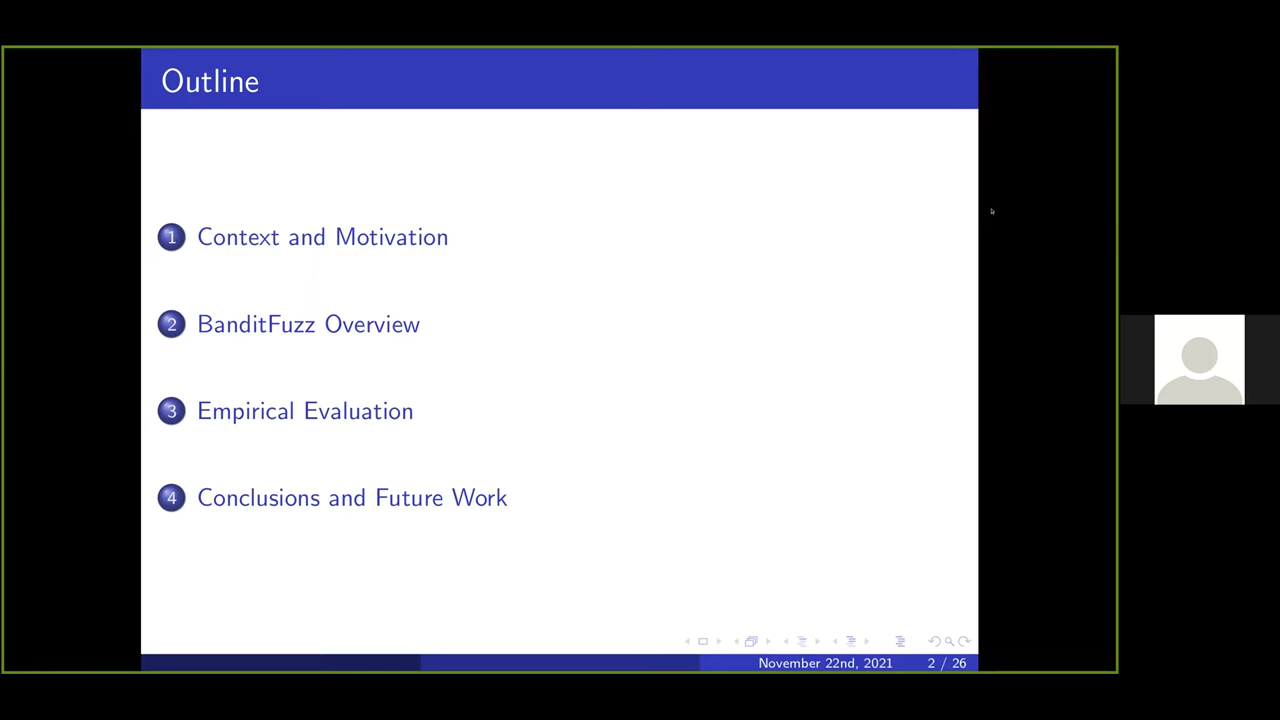 Outline
1 Context and Motivation
2 BanditFuzz Overview
3 Empirical Evaluation
4 Conclusions and Future Work
November 22nd, 2021 2 / 26